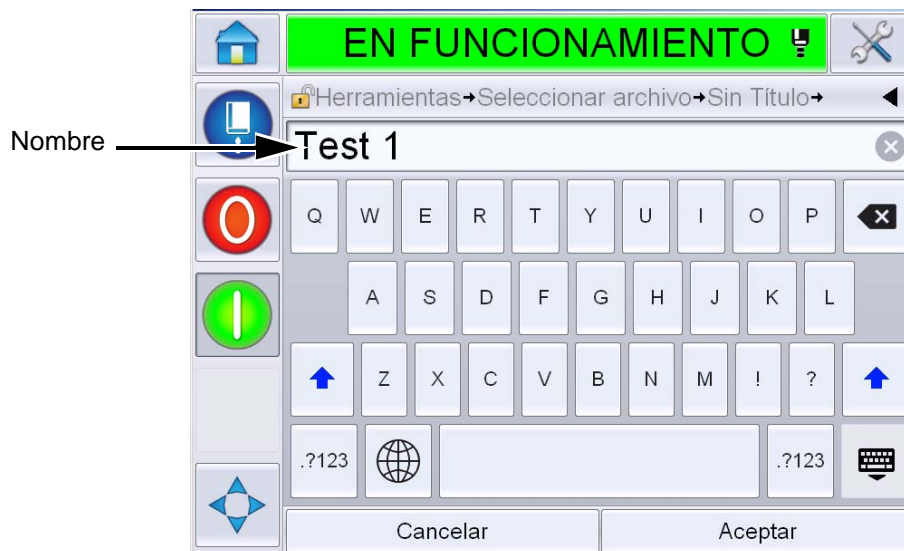 EN FUNCIONAMIENTO
Herramientas→Seleccionar archivo→Sin Título→
Nombre
Test 1
Q W E R T Y U I O P
A S D F G H J K L
Z X C V B N M ! ?
.?123 .?123
Cancelar Aceptar